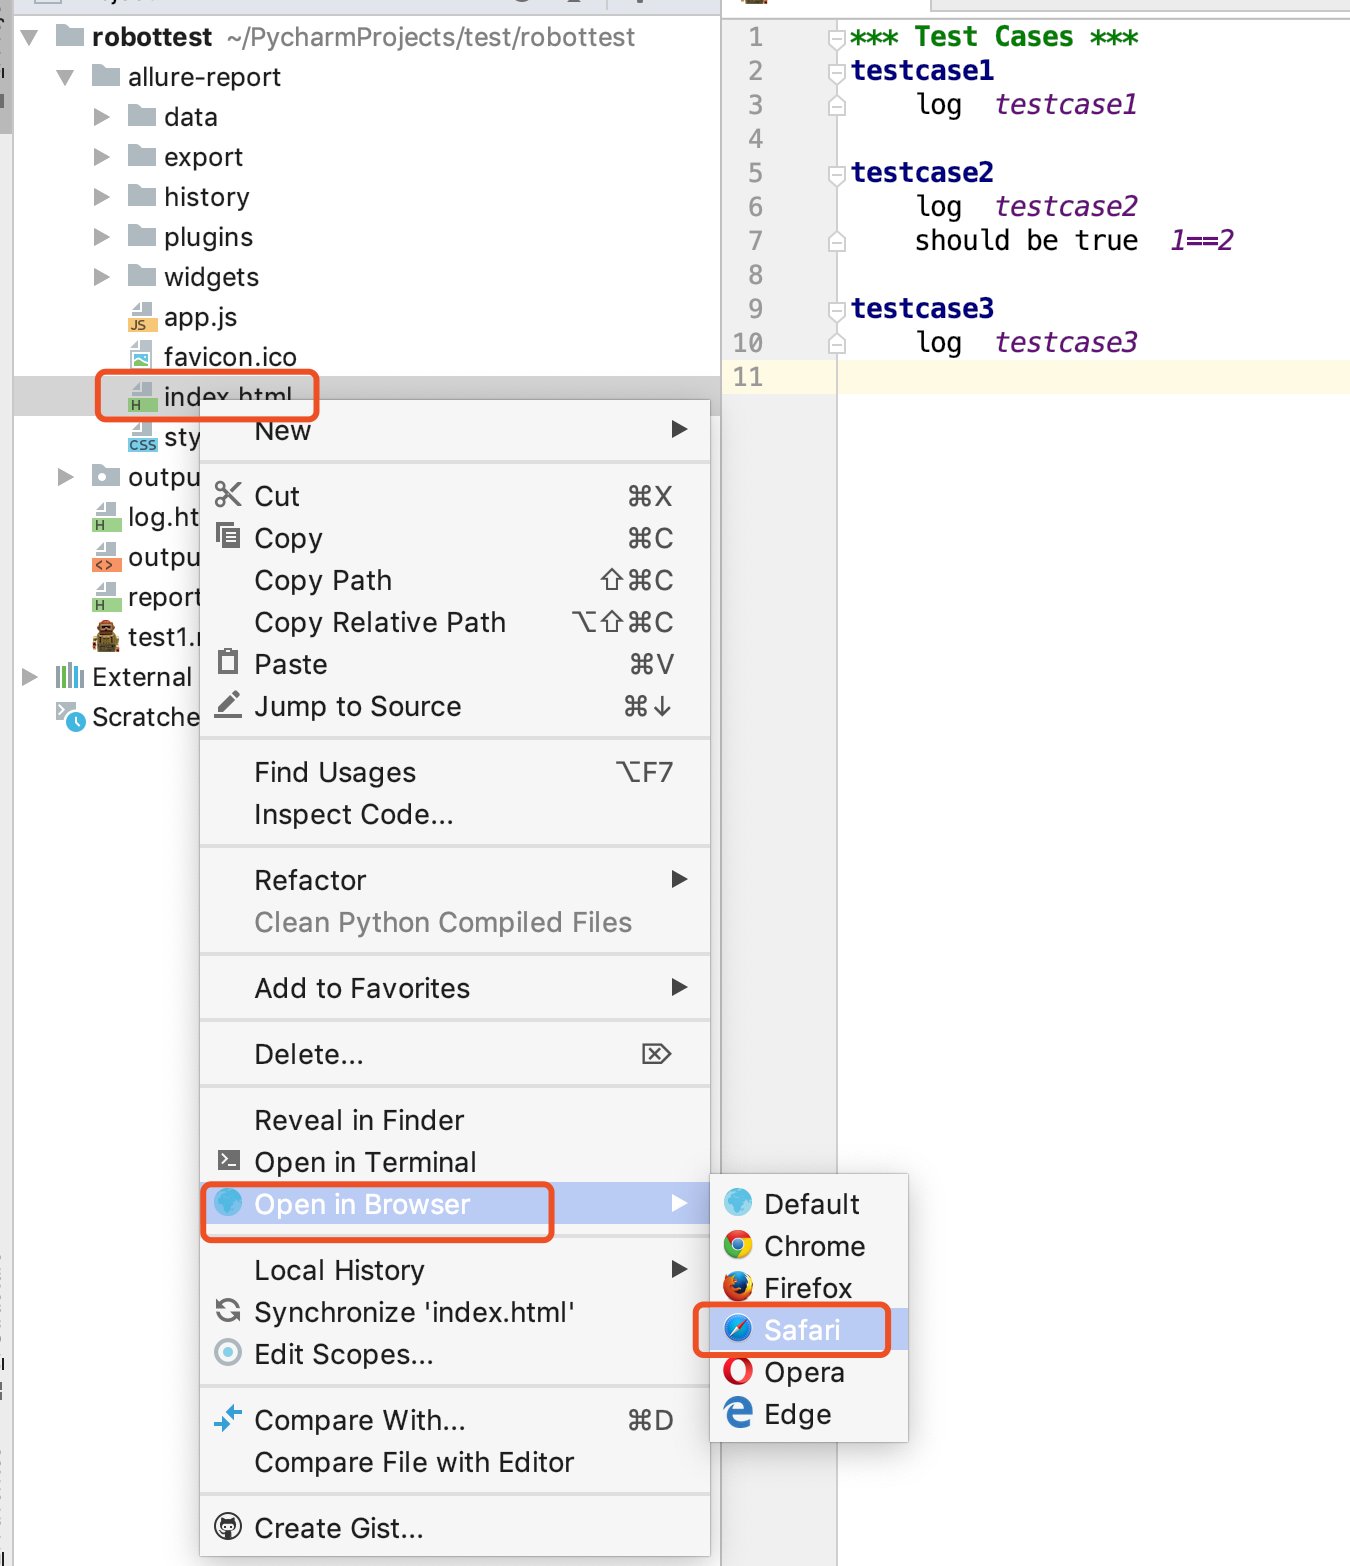 robottest ~/PycharmProjects/test/robottest
allure-report
data
export
history
plugins
widgets
JS app.js
favicon.ico
H index.html
CSS sty
outpu
H log.ht
<> outpu
H report
test1.r
External
Scratche
New
Cut ⌘X
Copy ⌘C
Copy Path ⇧⌘C
Copy Relative Path ⌥⇧⌘C
Paste ⌘V
Jump to Source ⌘↓
Find Usages ⌥F7
Inspect Code...
Refactor
Clean Python Compiled Files
Add to Favorites
Delete... ⌦
Reveal in Finder
Open in Terminal
Open in Browser
Local History
Synchronize 'index.html'
Edit Scopes...
Compare With... ⌘D
Compare File with Editor
Create Gist...
Default
Chrome
Firefox
Safari
Opera
Edge
1 *** Test Cases ***
2 testcase1
3 log testcase1
4
5 testcase2
6 log testcase2
7 should be true 1==2
8
9 testcase3
10 log testcase3
11